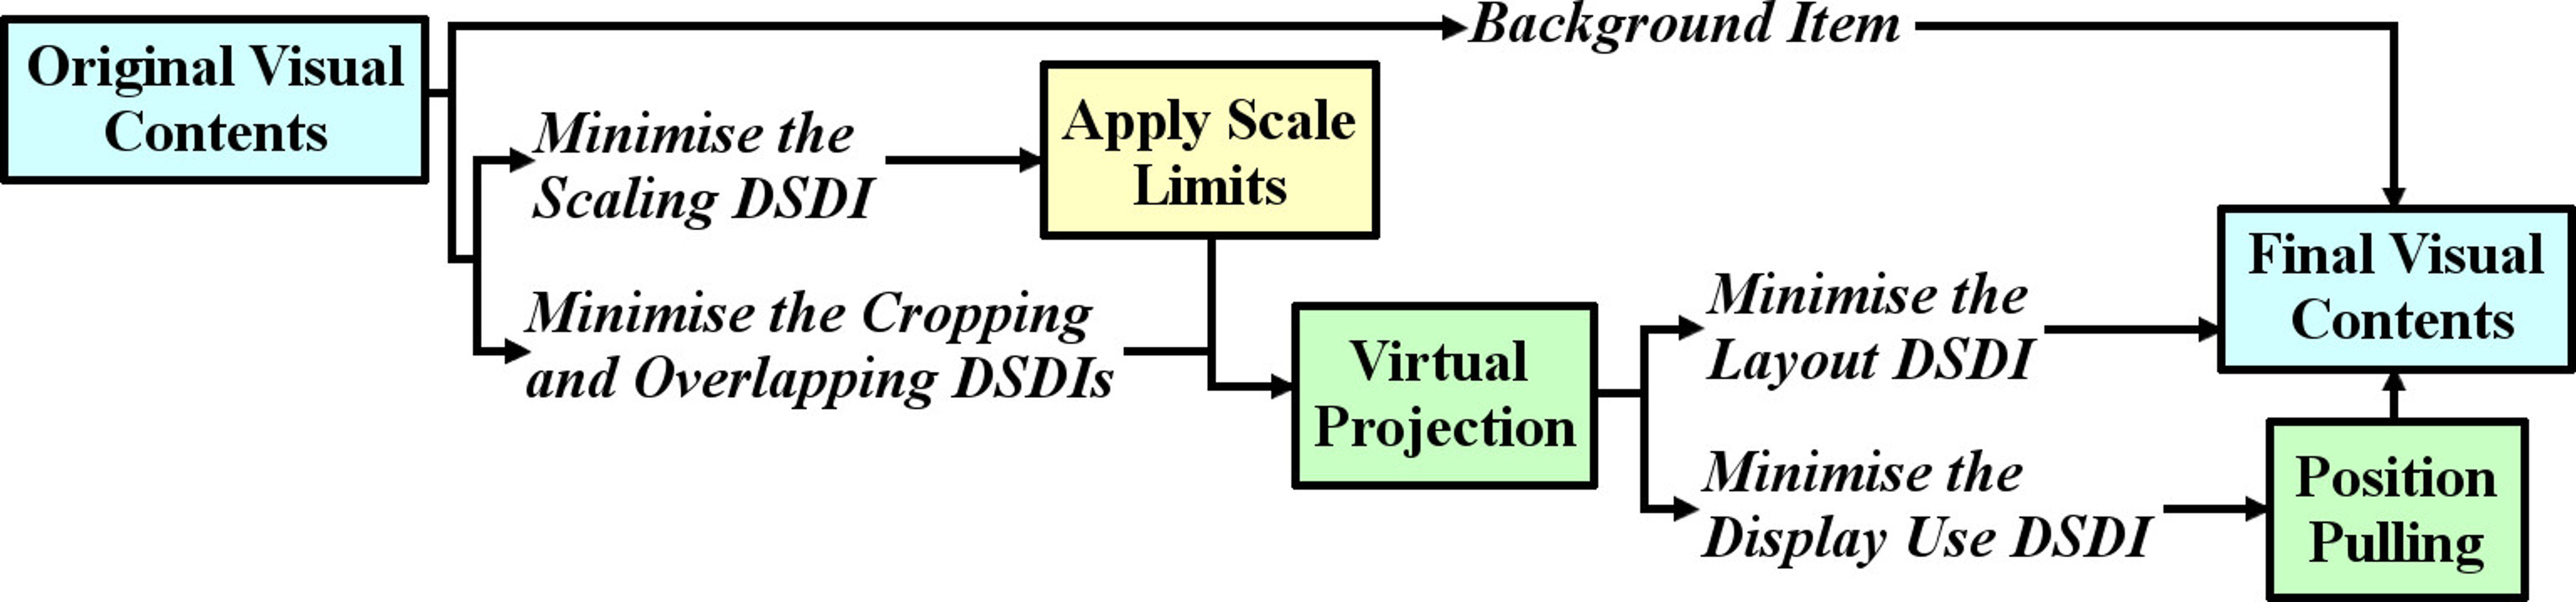 Original Visual
Contents
Background Item
Minimise the
Scaling DSDI
Apply Scale
Limits
Minimise the Cropping
and Overlapping DSDIs
Virtual
Projection
Minimise the
Layout DSDI
Minimise the
Display Use DSDI
Final Visual
Contents
Position
Pulling